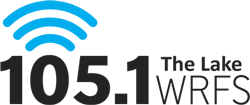 105.1 The Lake
WRFS